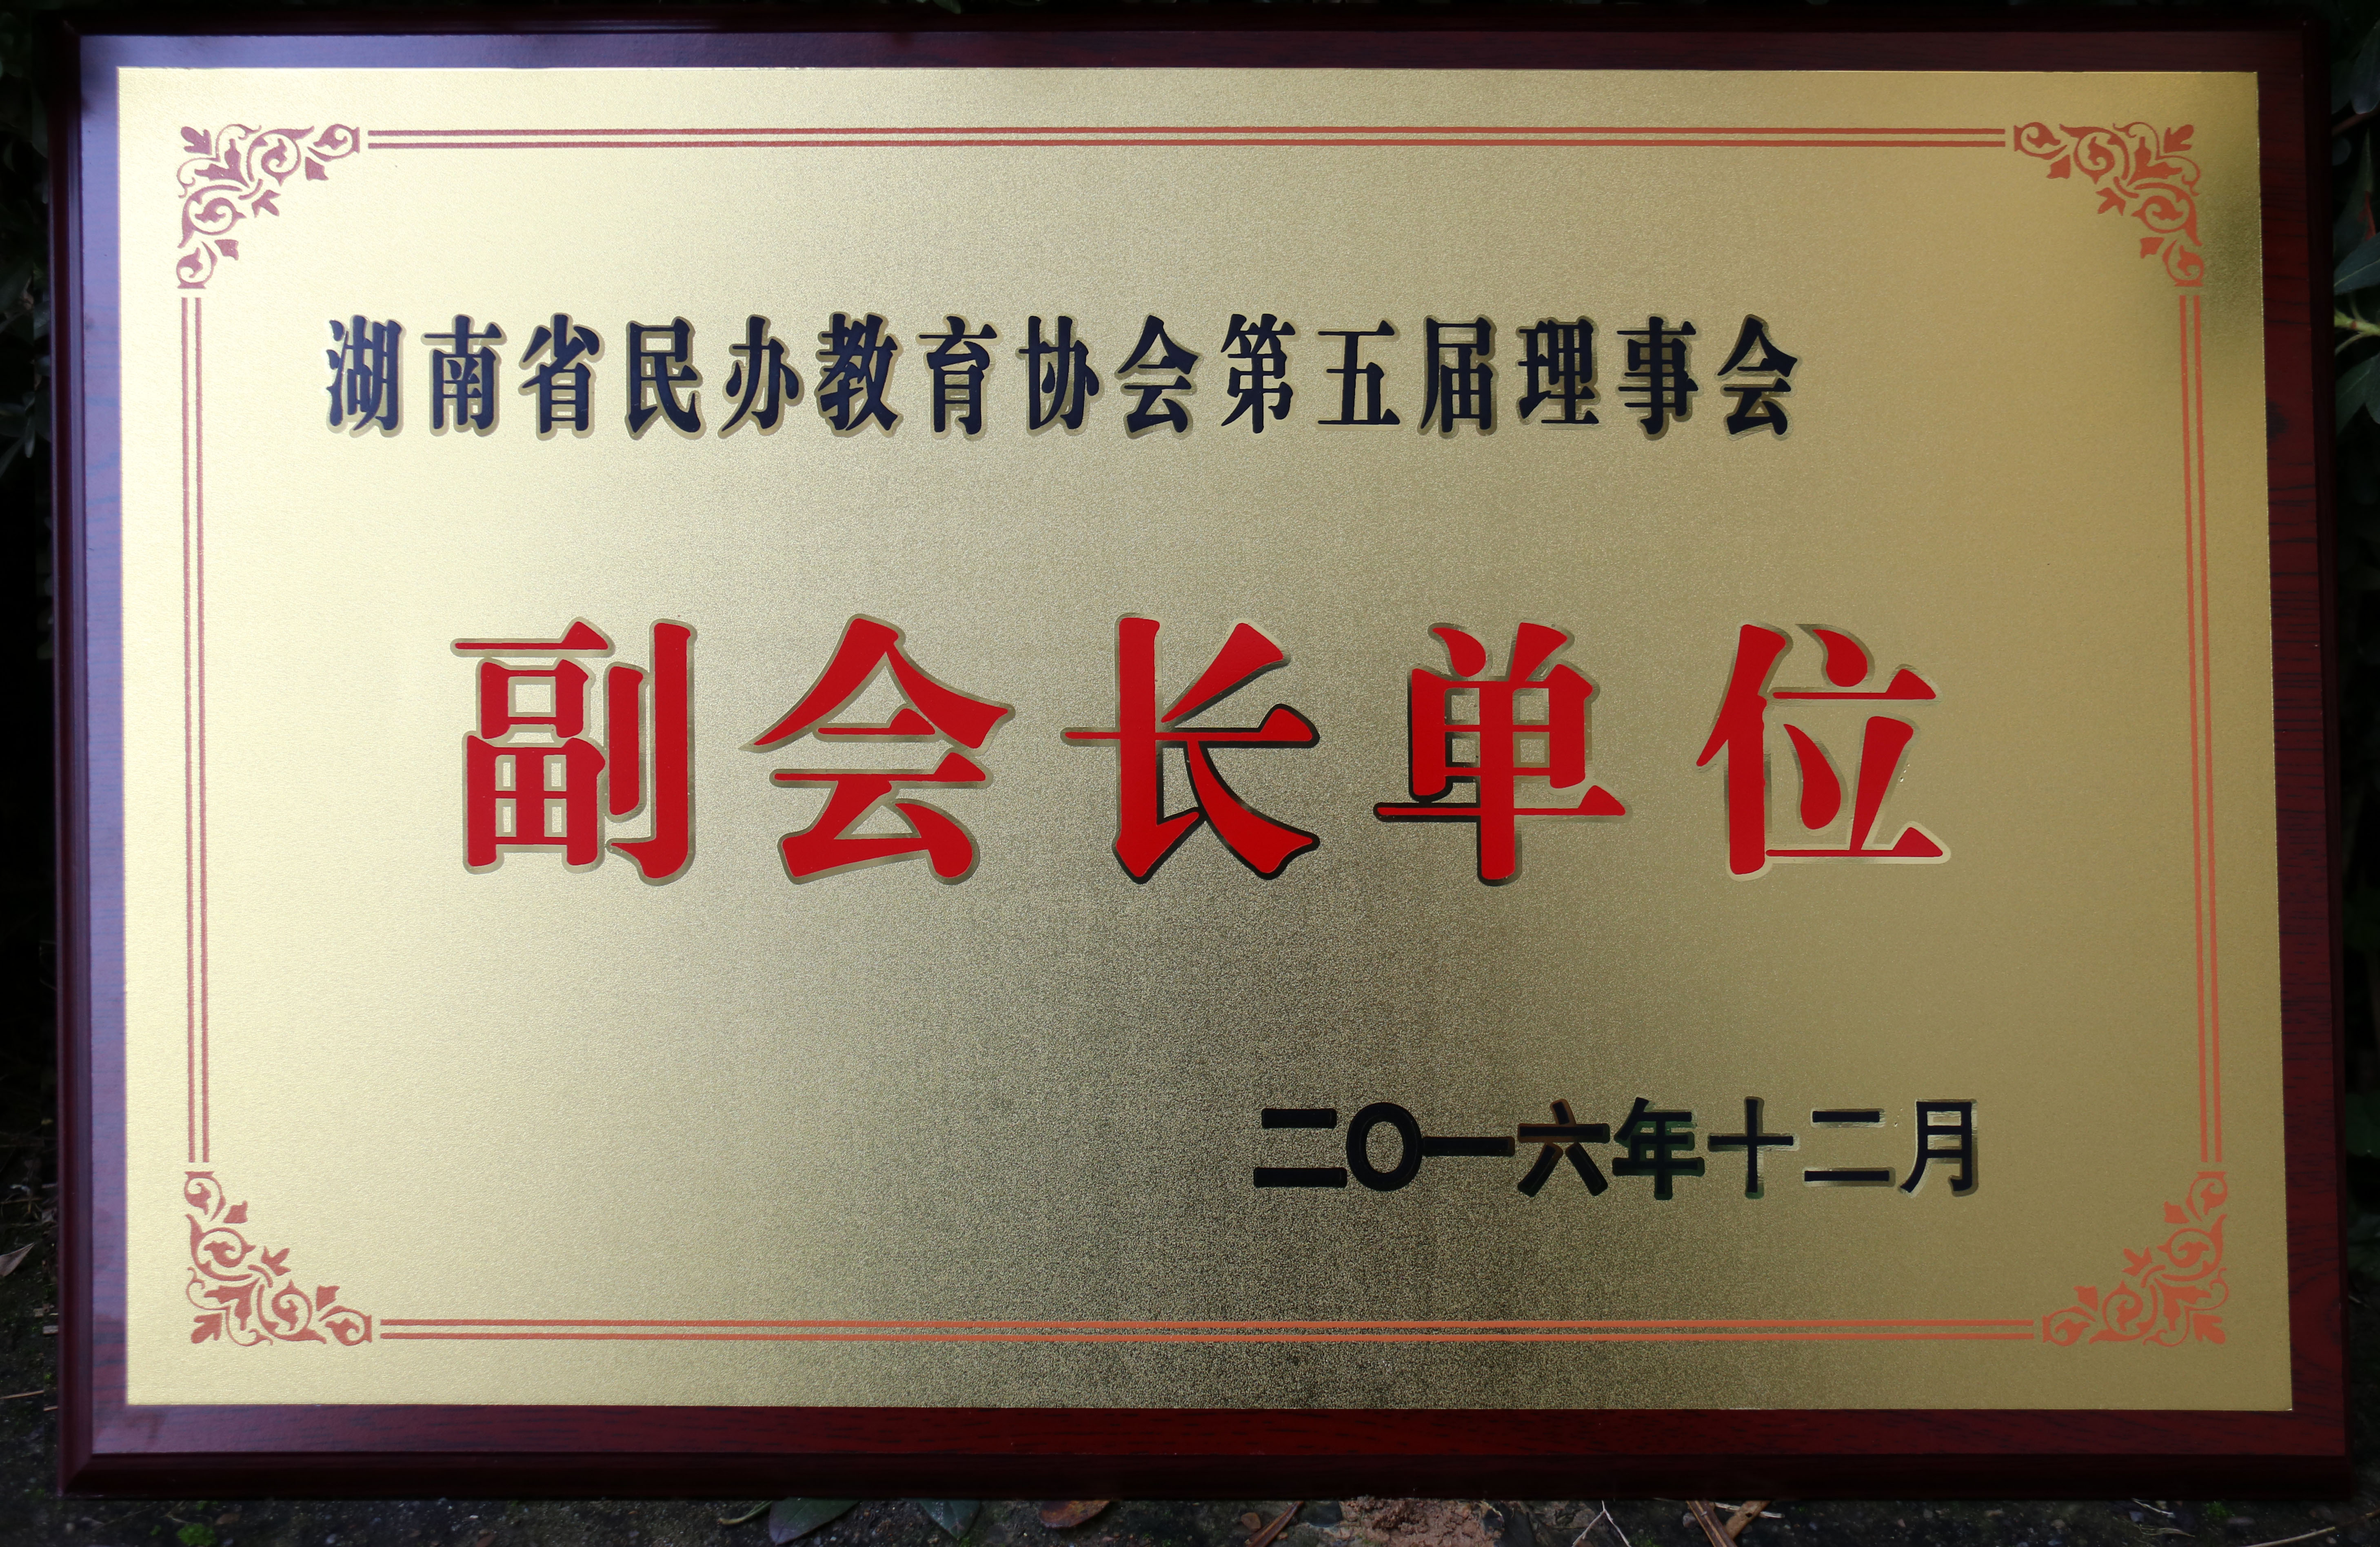 湖南省民办教育协会第五届理事会
副会长单位
二〇一六年十二月